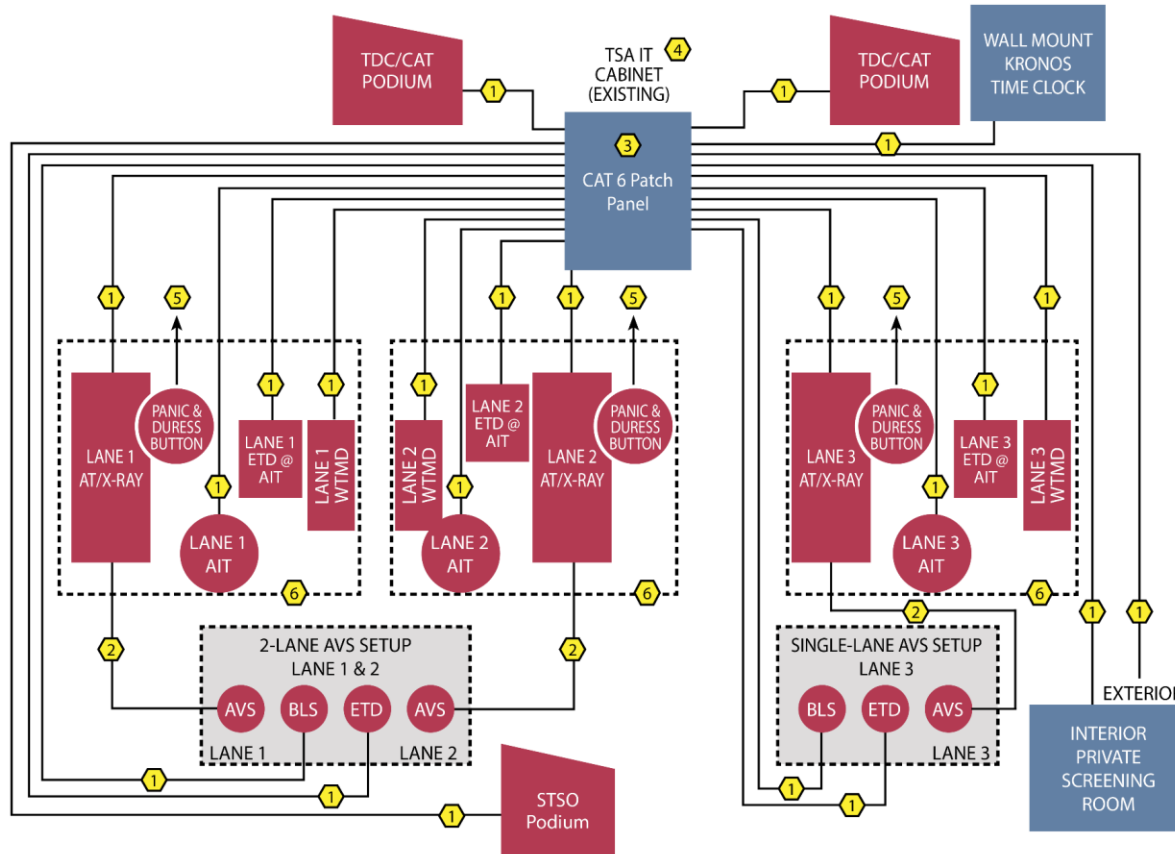 TDC/CAT
PODIUM
1
TSA IT
CABINET
(EXISTING)
4
1
TDC/CAT
PODIUM
WALL MOUNT
KRONOS
TIME CLOCK
3
CAT 6 Patch
Panel
1
1
5
1
1
5
1
5
1
1
1
1
1
LANE 1
AT/X-RAY
PANIC &
DURESS
BUTTON
1
LANE 1
ETD @
AIT
LANE 1
WTMD
LANE 1
AIT
6
LANE 2
WTMD
1
LANE 2
ETD @
AIT
LANE 2
AT/X-RAY
PANIC &
DURESS
BUTTON
LANE 2
AIT
6
LANE 3
AT/X-RAY
PANIC &
DURESS
BUTTON
1
LANE 3
ETD @
AIT
LANE 3
WTMD
LANE 3
AIT
6
2
2
2
1
1
2-LANE AVS SETUP
LANE 1 & 2
AVS
BLS
ETD
AVS
LANE 1
LANE 2
SINGLE-LANE AVS SETUP
LANE 3
BLS
ETD
AVS
LANE 3
EXTERIOR
INTERIOR
PRIVATE
SCREENING
ROOM
1
1
1
STSO
Podium
1
1